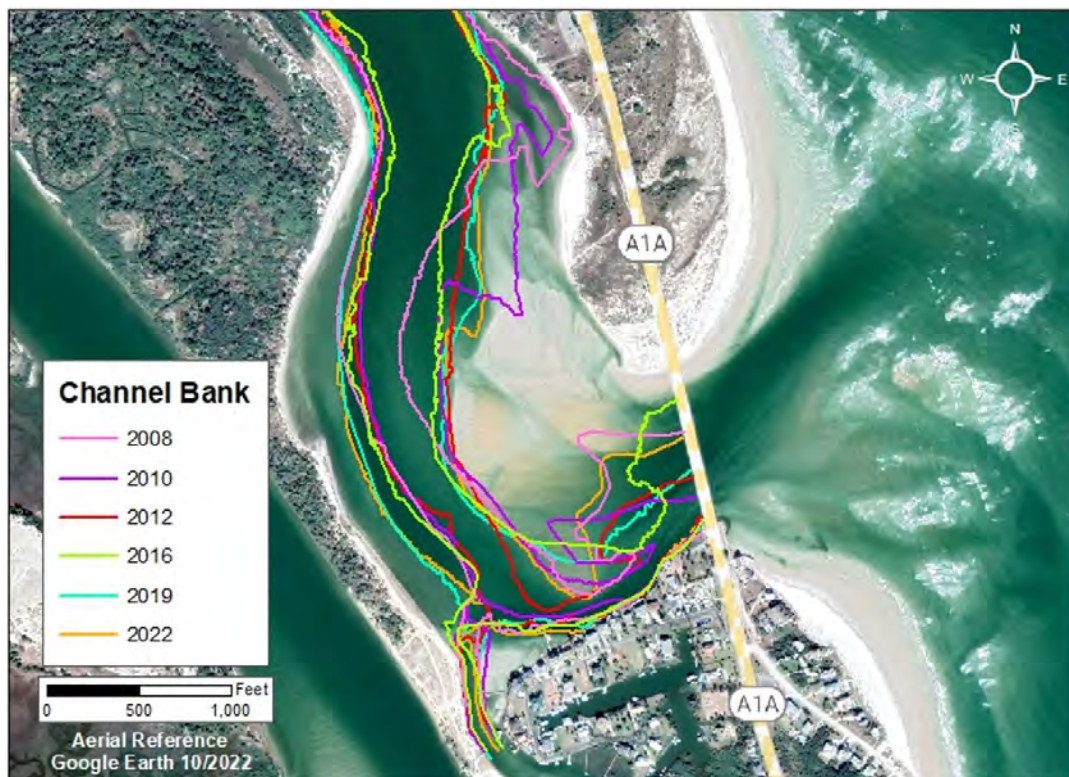 N
W E
S
A1A
Channel Bank
2008
2010
2012
2016
2019
2022
Feet
0 500 1,000
Aerial Reference
Google Earth 10/2022
A1A